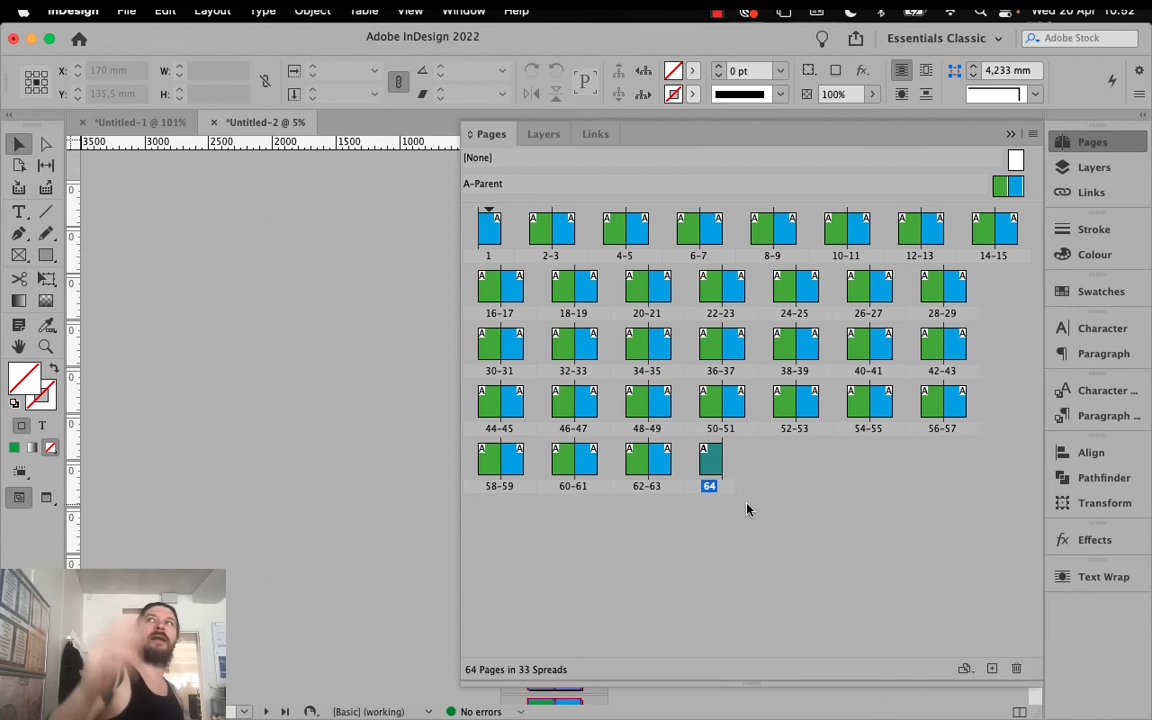 InDesign File Edit Layout Type Object Table View Window Help Wed 20 Apr 10:52
Adobe InDesign 2022 Essentials Classic Adobe Stock
X: 170 mm W: 0 pt 4,233 mm
Y: 135,5 mm H: P fx. 100%
*Untitled-1 @ 101% *Untitled-2 @ 5%
3500 3000 2500 2000 1500 1000
Pages Layers Links
[None]
A-Parent
1 2-3 4-5 6-7 8-9 10-11 12-13 14-15
16-17 18-19 20-21 22-23 24-25 26-27 28-29
30-31 32-33 34-35 36-37 38-39 40-41 42-43
44-45 46-47 48-49 50-51 52-53 54-55 56-57
58-59 60-61 62-63 64
64 Pages in 33 Spreads
Pages
Layers
Links
Stroke
Colour
Swatches
Character
Paragraph
Character ...
Paragraph ...
Align
Pathfinder
Transform
Effects
Text Wrap
[Basic] (working) No errors